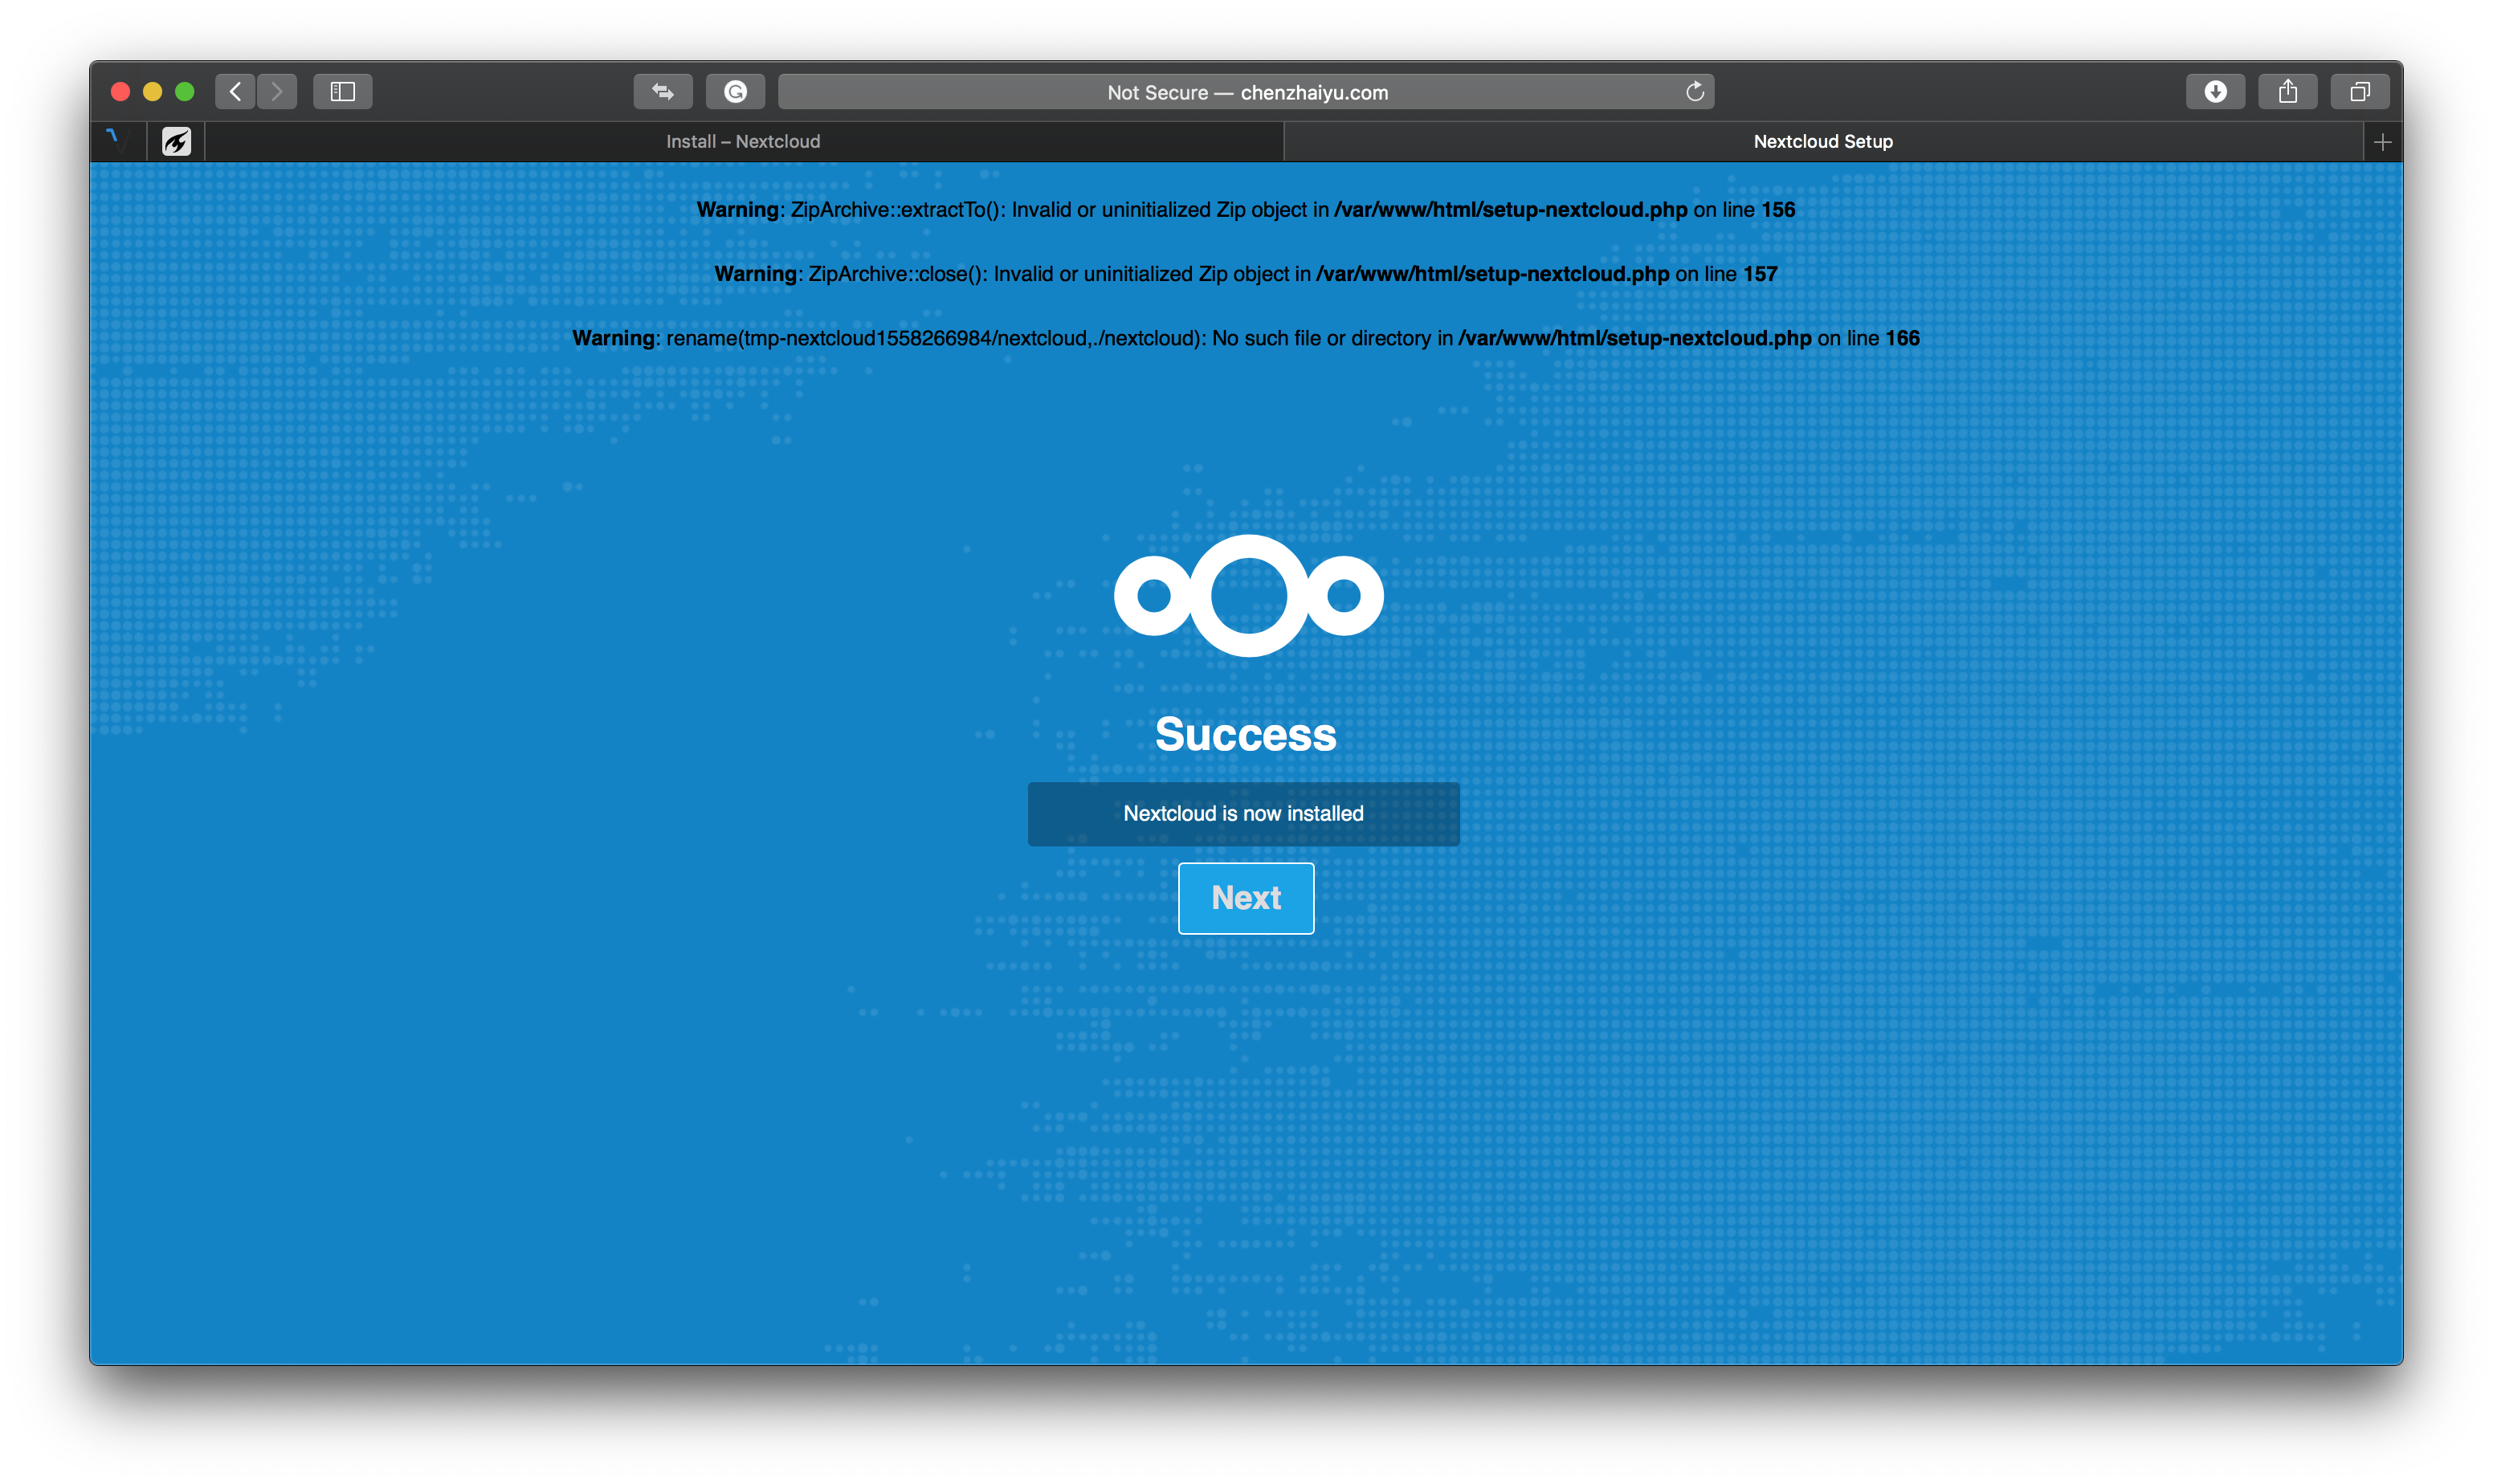 Not Secure — chenzhaiyu.com
Install – Nextcloud
Nextcloud Setup
Warning: ZipArchive::extractTo(): Invalid or uninitialized Zip object in /var/www/html/setup-nextcloud.php on line 156
Warning: ZipArchive::close(): Invalid or uninitialized Zip object in /var/www/html/setup-nextcloud.php on line 157
Warning: rename(tmp-nextcloud1558266984/nextcloud,./nextcloud): No such file or directory in /var/www/html/setup-nextcloud.php on line 166
Success
Nextcloud is now installed
Next